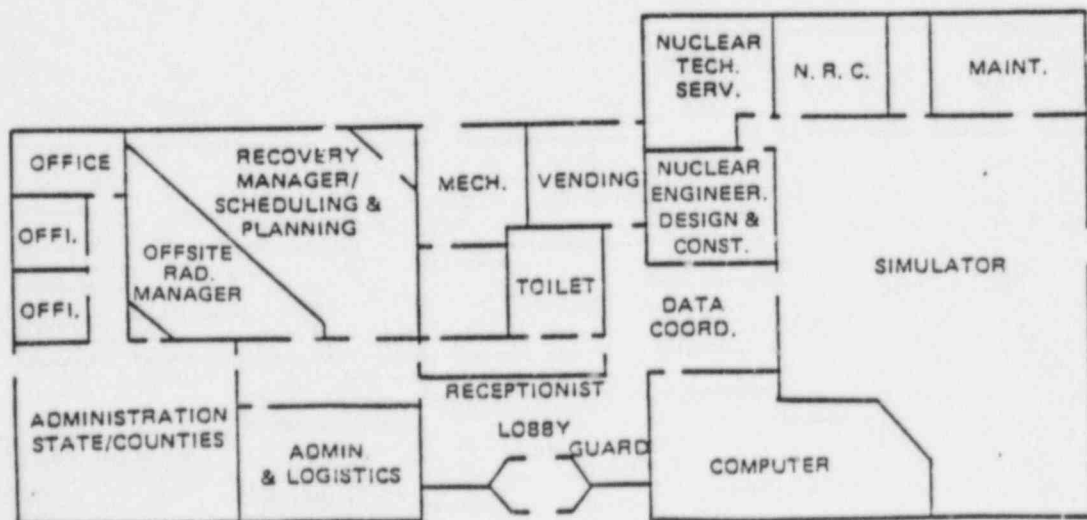 NUCLEAR
TECH.
SERV.
N. R. C.
MAINT.
OFFICE
RECOVERY
MANAGER/
SCHEDULING &
PLANNING
MECH.
VENDING
NUCLEAR
ENGINEER.
DESIGN &
CONST.
OFFI.
OFFSITE
RAD.
MANAGER
SIMULATOR
OFFI.
TOILET
DATA
COORD.
RECEPTIONIST
ADMINISTRATION
STATE/COUNTIES
LOBBY
GUARD
ADMIN.
& LOGISTICS
COMPUTER